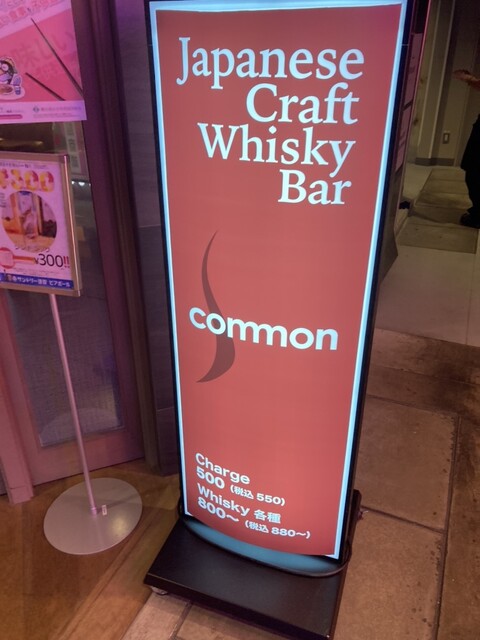 Japanese
Craft
Whisky
Bar
common
Charge
500 (税込 550)
Whisky 各種
800〜 (税込 880〜)
¥300!!